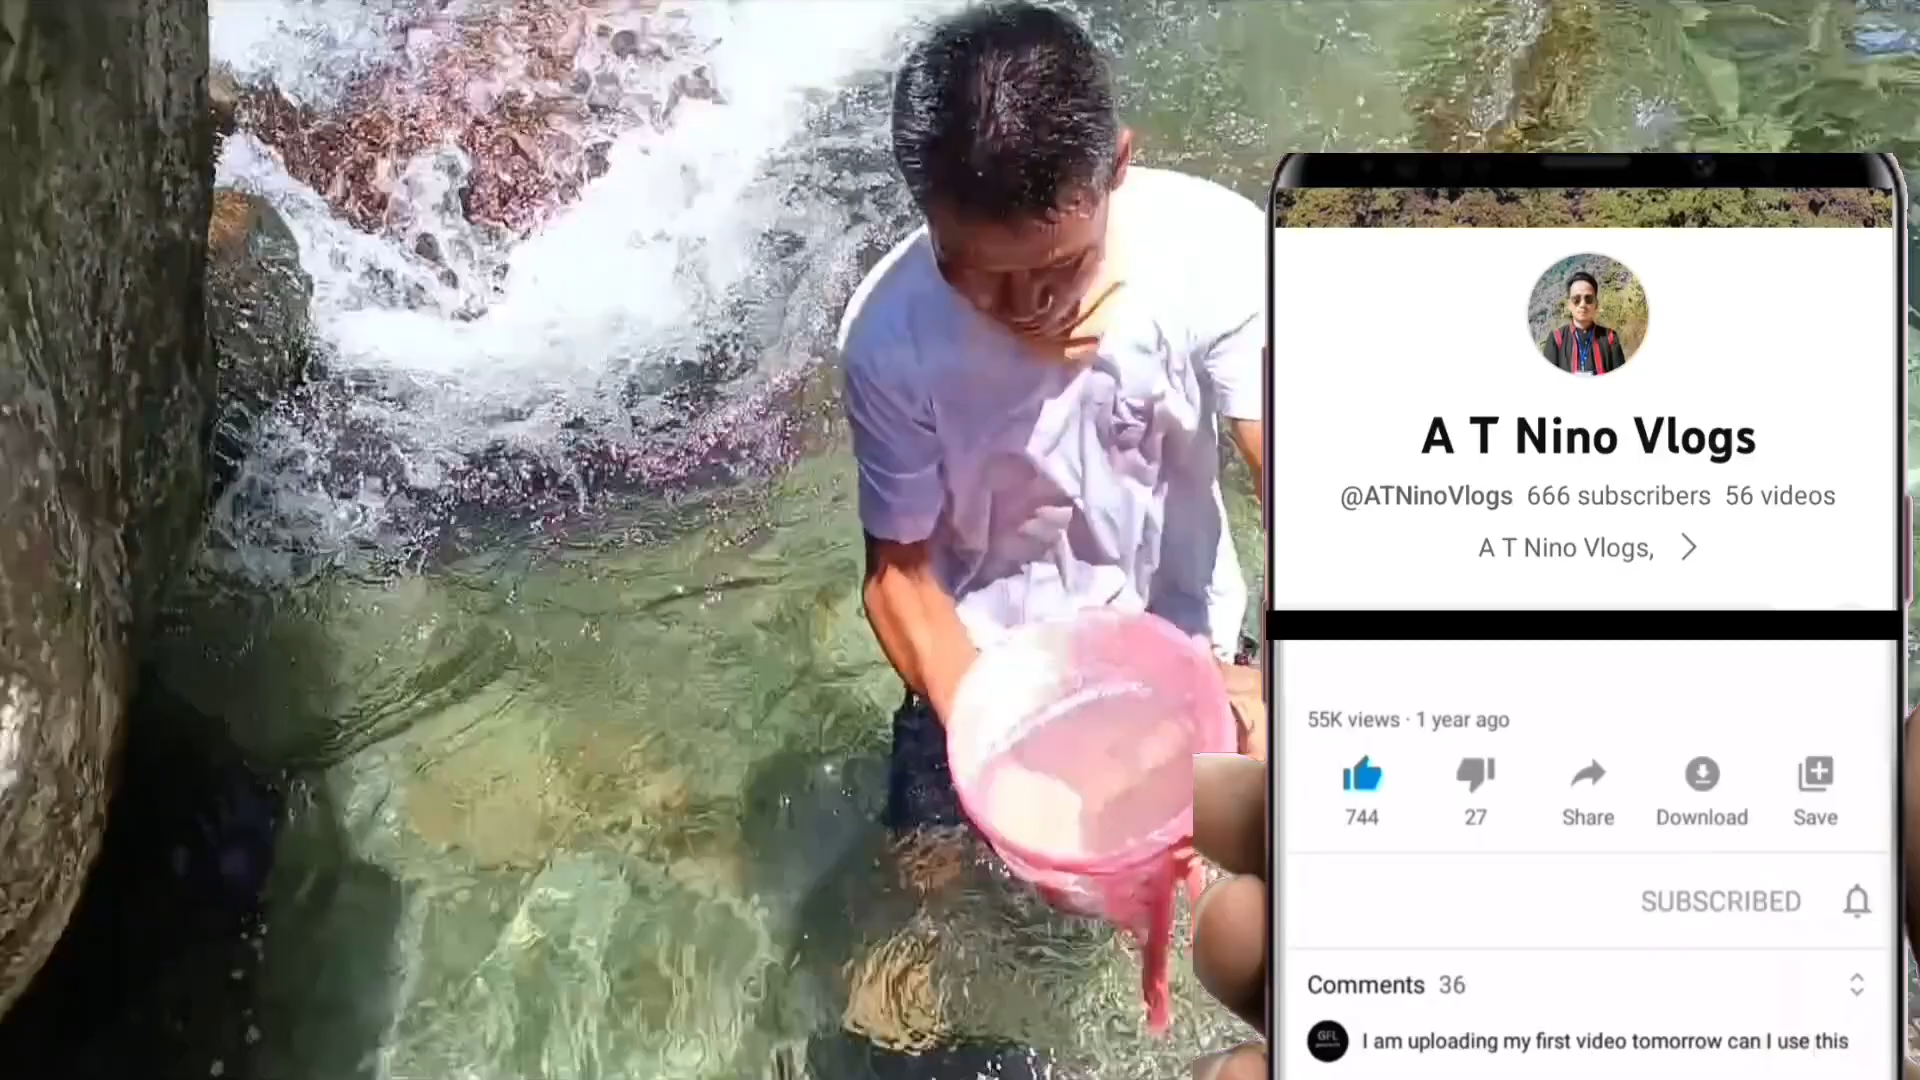 A T Nino Vlogs
@ATNinoVlogs 666 subscribers 56 videos
A T Nino Vlogs,
55K views · 1 year ago
744
27
Share
Download
Save
SUBSCRIBED
Comments 36
GFL
I am uploading my first video tomorrow can I use this